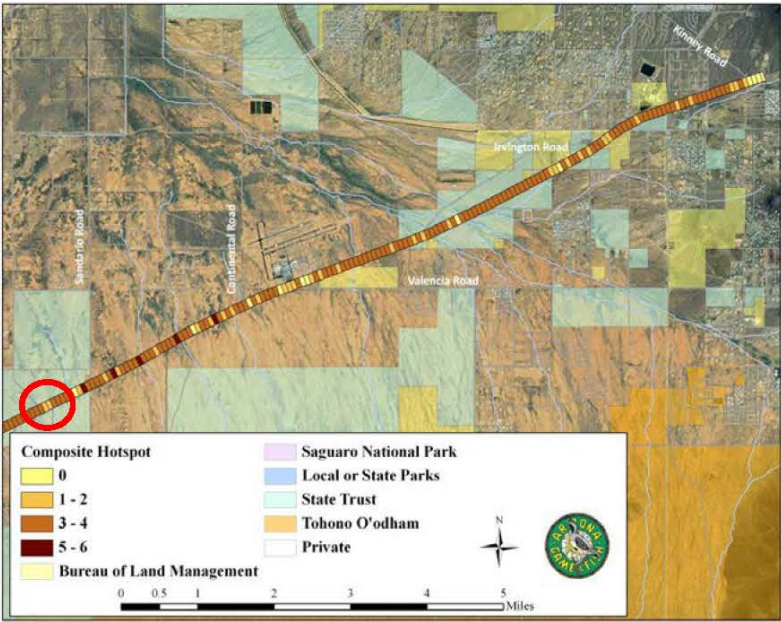 Kinney Road
Irvington Road
Sandario Road
Continental Road
Valencia Road
Composite Hotspot
0
1 - 2
3 - 4
5 - 6
Bureau of Land Management
Saguaro National Park
Local or State Parks
State Trust
Tohono O'odham
Private
N
ARIZONA
GAME & FISH
0 0.5 1 2 3 4 5
Miles